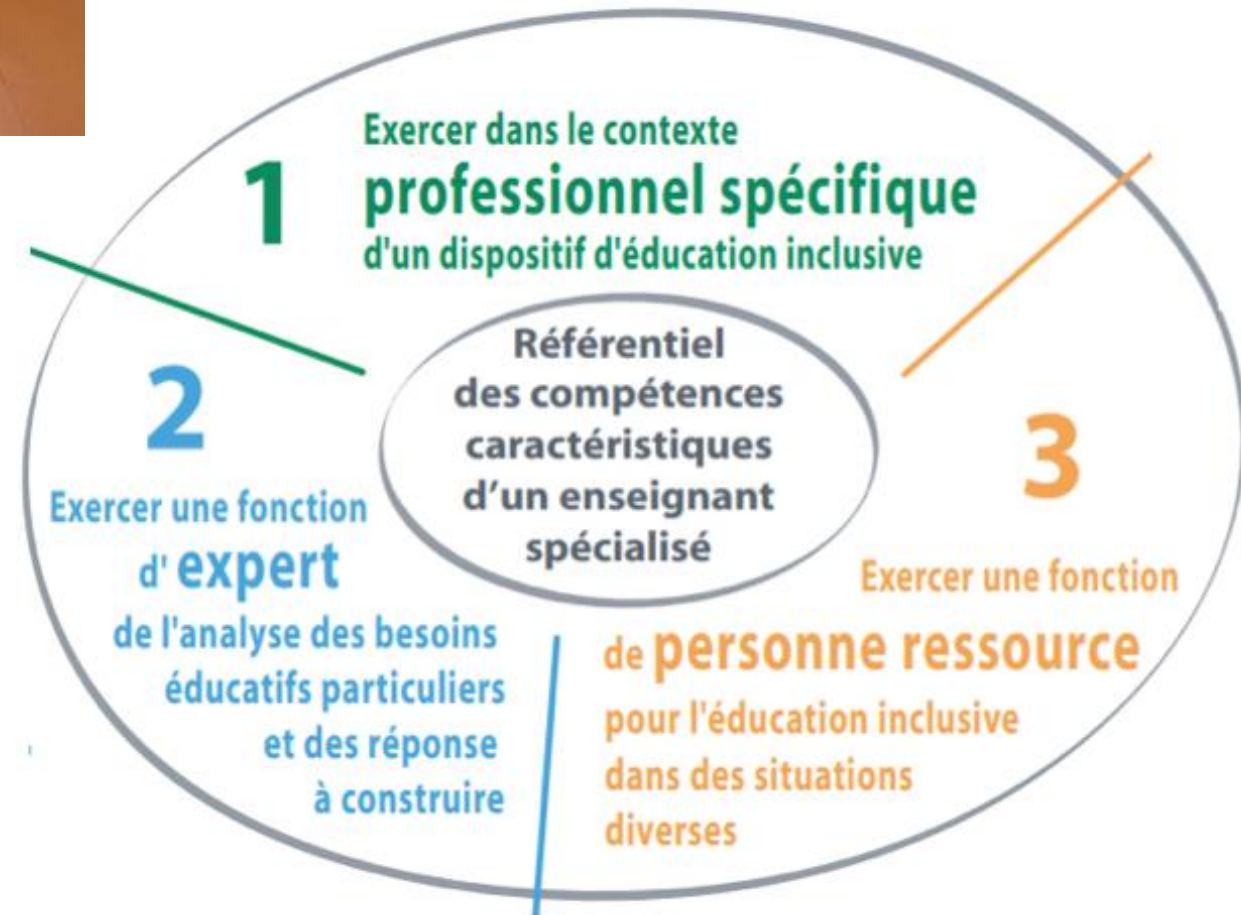 1
Exercer dans le contexte
professionnel spécifique
d'un dispositif d'éducation inclusive
Référentiel
des compétences
caractéristiques
d'un enseignant
spécialisé
2
Exercer une fonction
d' expert
de l'analyse des besoins
éducatifs particuliers
et des réponse
à construire
3
Exercer une fonction
de personne ressource
pour l'éducation inclusive
dans des situations
diverses